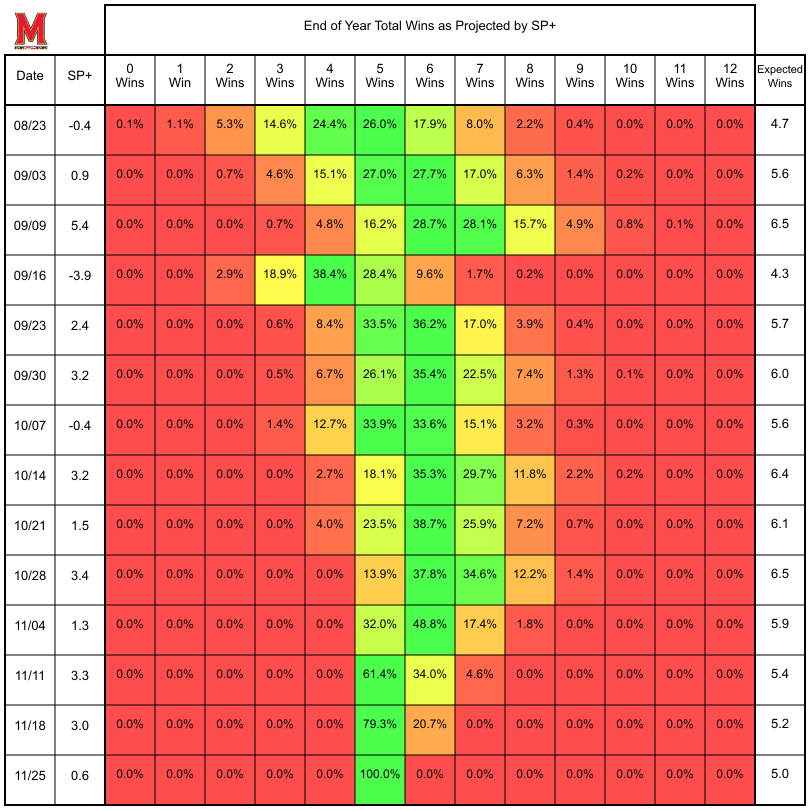 M
End of Year Total Wins as Projected by SP+
Date SP+ 0 Wins 1 Win 2 Wins 3 Wins 4 Wins 5 Wins 6 Wins 7 Wins 8 Wins 9 Wins 10 Wins 11 Wins 12 Wins Expected Wins
08/23 -0.4 0.1% 1.1% 5.3% 14.6% 24.4% 26.0% 17.9% 8.0% 2.2% 0.4% 0.0% 0.0% 0.0% 4.7
09/03 0.9 0.0% 0.0% 0.7% 4.6% 15.1% 27.0% 27.7% 17.0% 6.3% 1.4% 0.2% 0.0% 0.0% 5.6
09/09 5.4 0.0% 0.0% 0.0% 0.7% 4.8% 16.2% 28.7% 28.1% 15.7% 4.9% 0.8% 0.1% 0.0% 6.5
09/16 -3.9 0.0% 0.0% 2.9% 18.9% 38.4% 28.4% 9.6% 1.7% 0.2% 0.0% 0.0% 0.0% 0.0% 4.3
09/23 2.4 0.0% 0.0% 0.0% 0.6% 8.4% 33.5% 36.2% 17.0% 3.9% 0.4% 0.0% 0.0% 0.0% 5.7
09/30 3.2 0.0% 0.0% 0.0% 0.5% 6.7% 26.1% 35.4% 22.5% 7.4% 1.3% 0.1% 0.0% 0.0% 6.0
10/07 -0.4 0.0% 0.0% 0.0% 1.4% 12.7% 33.9% 33.6% 15.1% 3.2% 0.3% 0.0% 0.0% 0.0% 5.6
10/14 3.2 0.0% 0.0% 0.0% 0.0% 2.7% 18.1% 35.3% 29.7% 11.8% 2.2% 0.2% 0.0% 0.0% 6.4
10/21 1.5 0.0% 0.0% 0.0% 0.0% 4.0% 23.5% 38.7% 25.9% 7.2% 0.7% 0.0% 0.0% 0.0% 6.1
10/28 3.4 0.0% 0.0% 0.0% 0.0% 0.0% 13.9% 37.8% 34.6% 12.2% 1.4% 0.0% 0.0% 0.0% 6.5
11/04 1.3 0.0% 0.0% 0.0% 0.0% 0.0% 32.0% 48.8% 17.4% 1.8% 0.0% 0.0% 0.0% 0.0% 5.9
11/11 3.3 0.0% 0.0% 0.0% 0.0% 0.0% 61.4% 34.0% 4.6% 0.0% 0.0% 0.0% 0.0% 0.0% 5.4
11/18 3.0 0.0% 0.0% 0.0% 0.0% 0.0% 79.3% 20.7% 0.0% 0.0% 0.0% 0.0% 0.0% 0.0% 5.2
11/25 0.6 0.0% 0.0% 0.0% 0.0% 0.0% 100.0% 0.0% 0.0% 0.0% 0.0% 0.0% 0.0% 0.0% 5.0